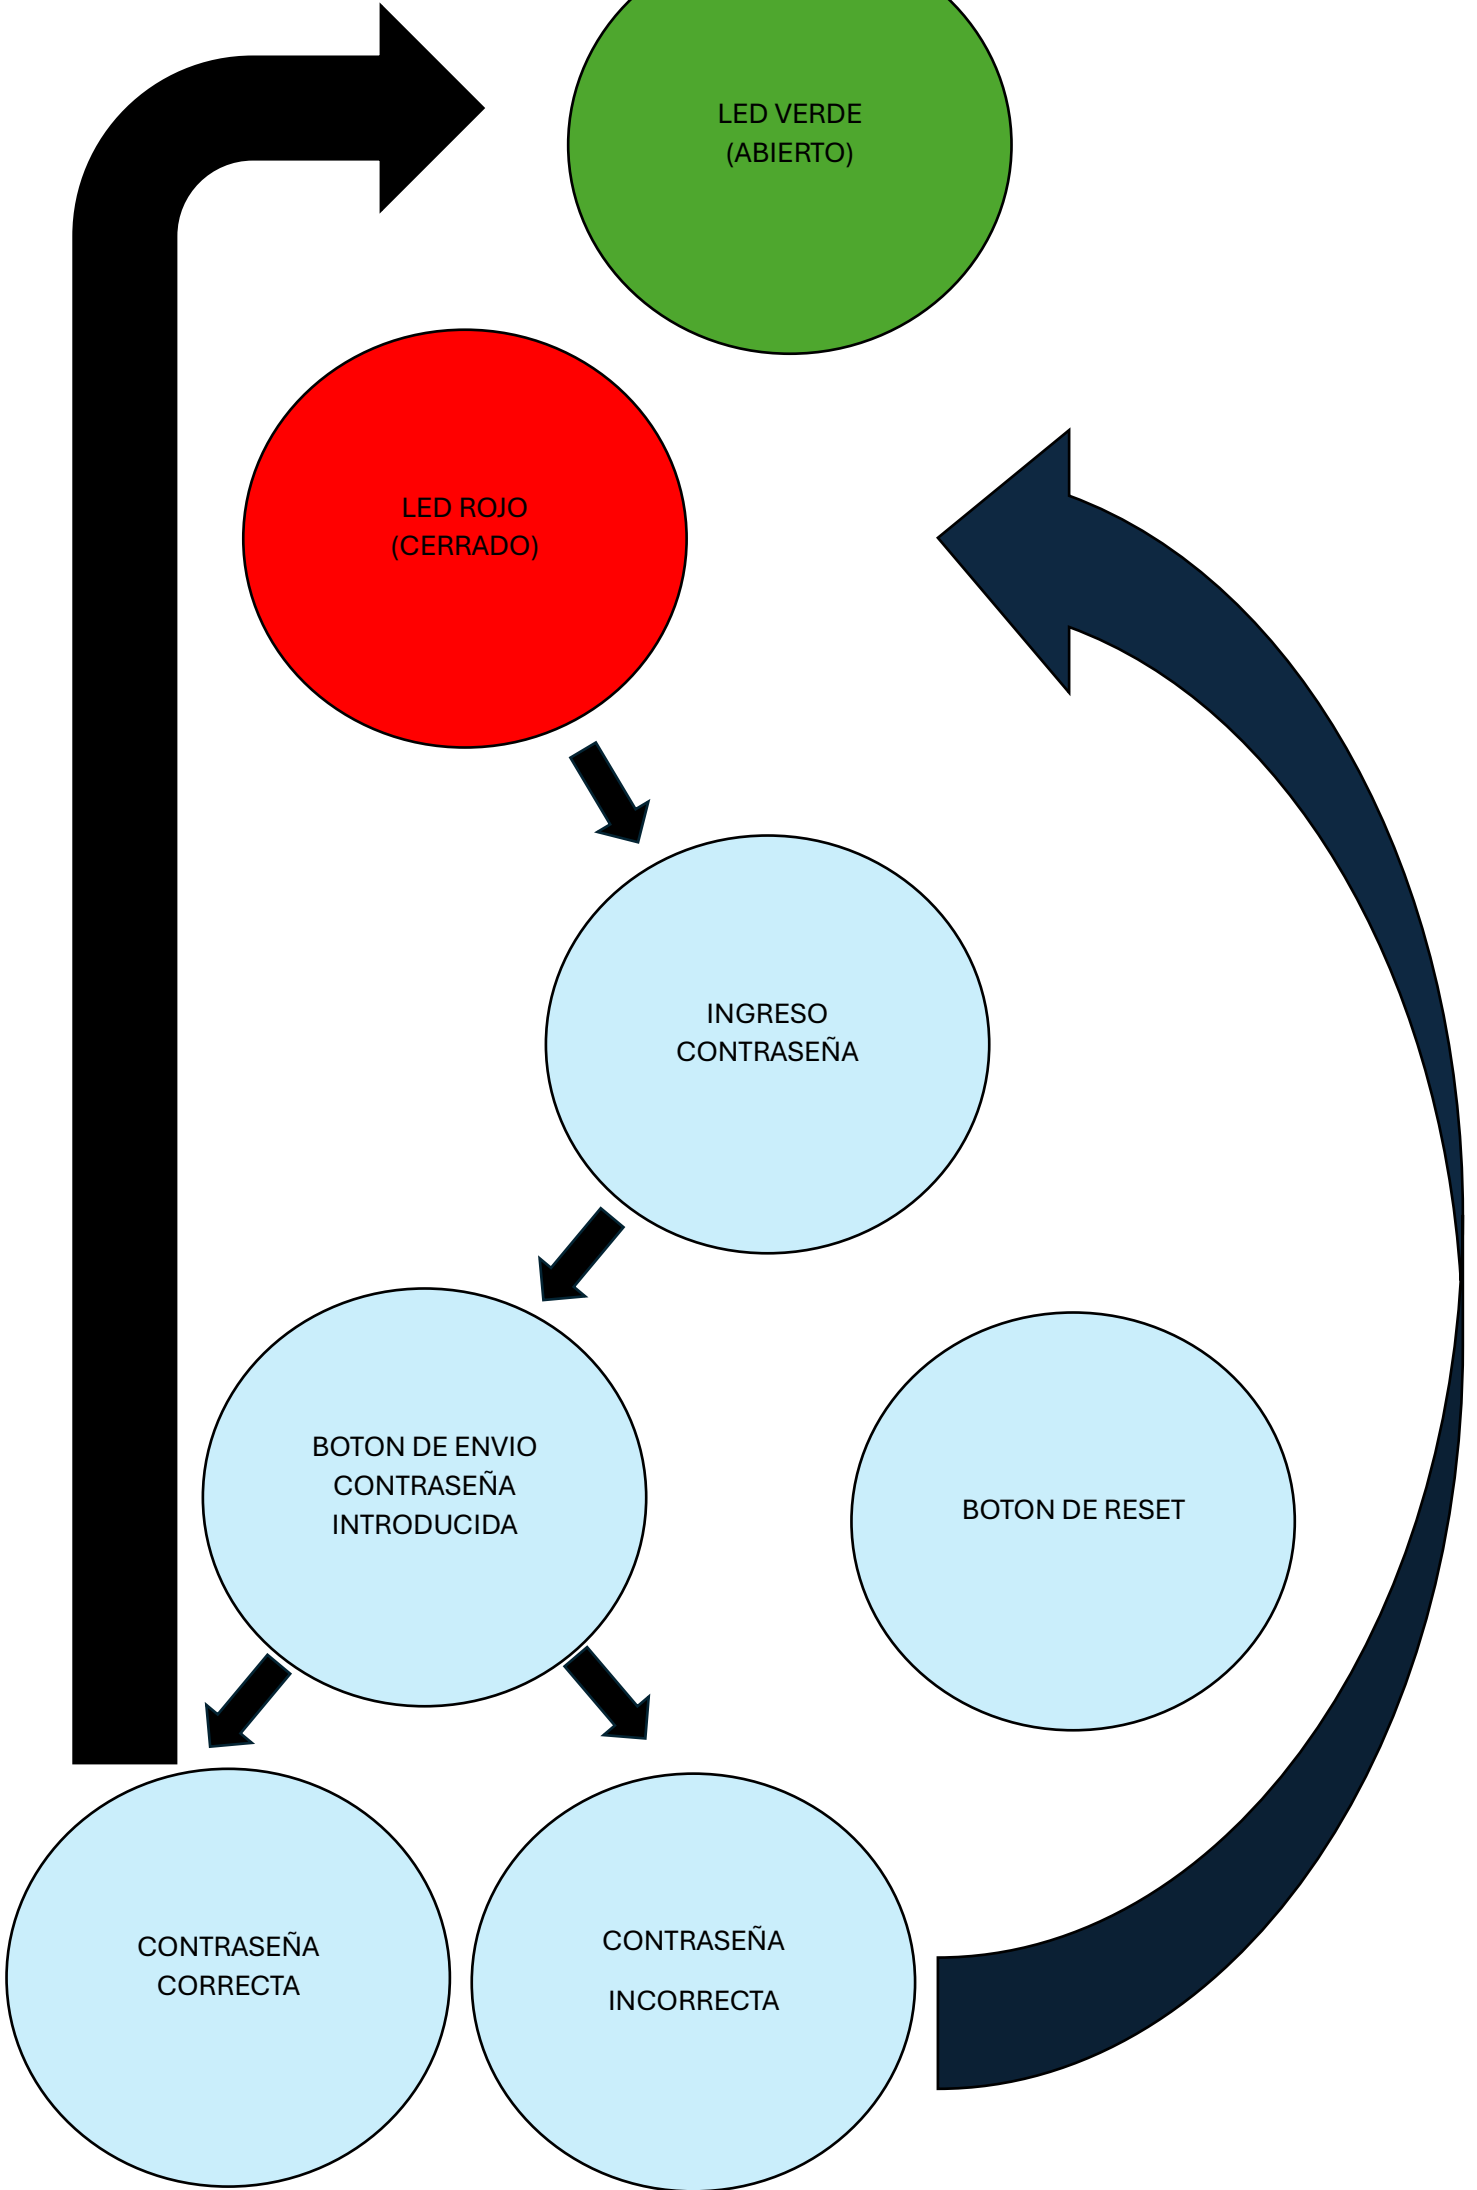 LED VERDE
(ABIERTO)
LED ROJO
(CERRADO)
INGRESO
CONTRASEÑA
BOTON DE ENVIO
CONTRASEÑA
INTRODUCIDA
BOTON DE RESET
CONTRASEÑA
CORRECTA
CONTRASEÑA
INCORRECTA